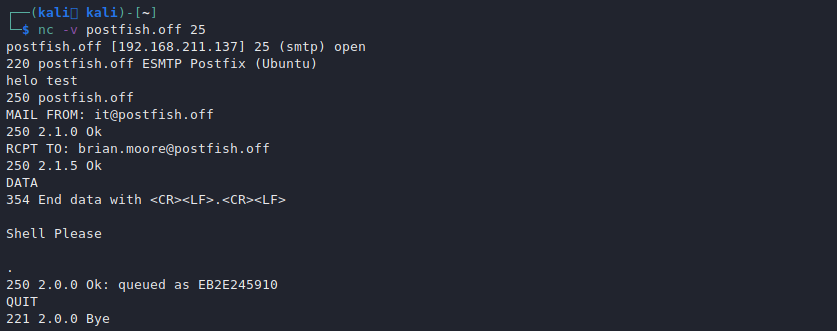 ┌──(kali㉿kali)-[~]
└─$ nc -v postfish.off 25
postfish.off [192.168.211.137] 25 (smtp) open
220 postfish.off ESMTP Postfix (Ubuntu)
helo test
250 postfish.off
MAIL FROM: it@postfish.off
250 2.1.0 Ok
RCPT TO: brian.moore@postfish.off
250 2.1.5 Ok
DATA
354 End data with <CR><LF>.<CR><LF>
Shell Please
.
250 2.0.0 Ok: queued as EB2E245910
QUIT
221 2.0.0 Bye